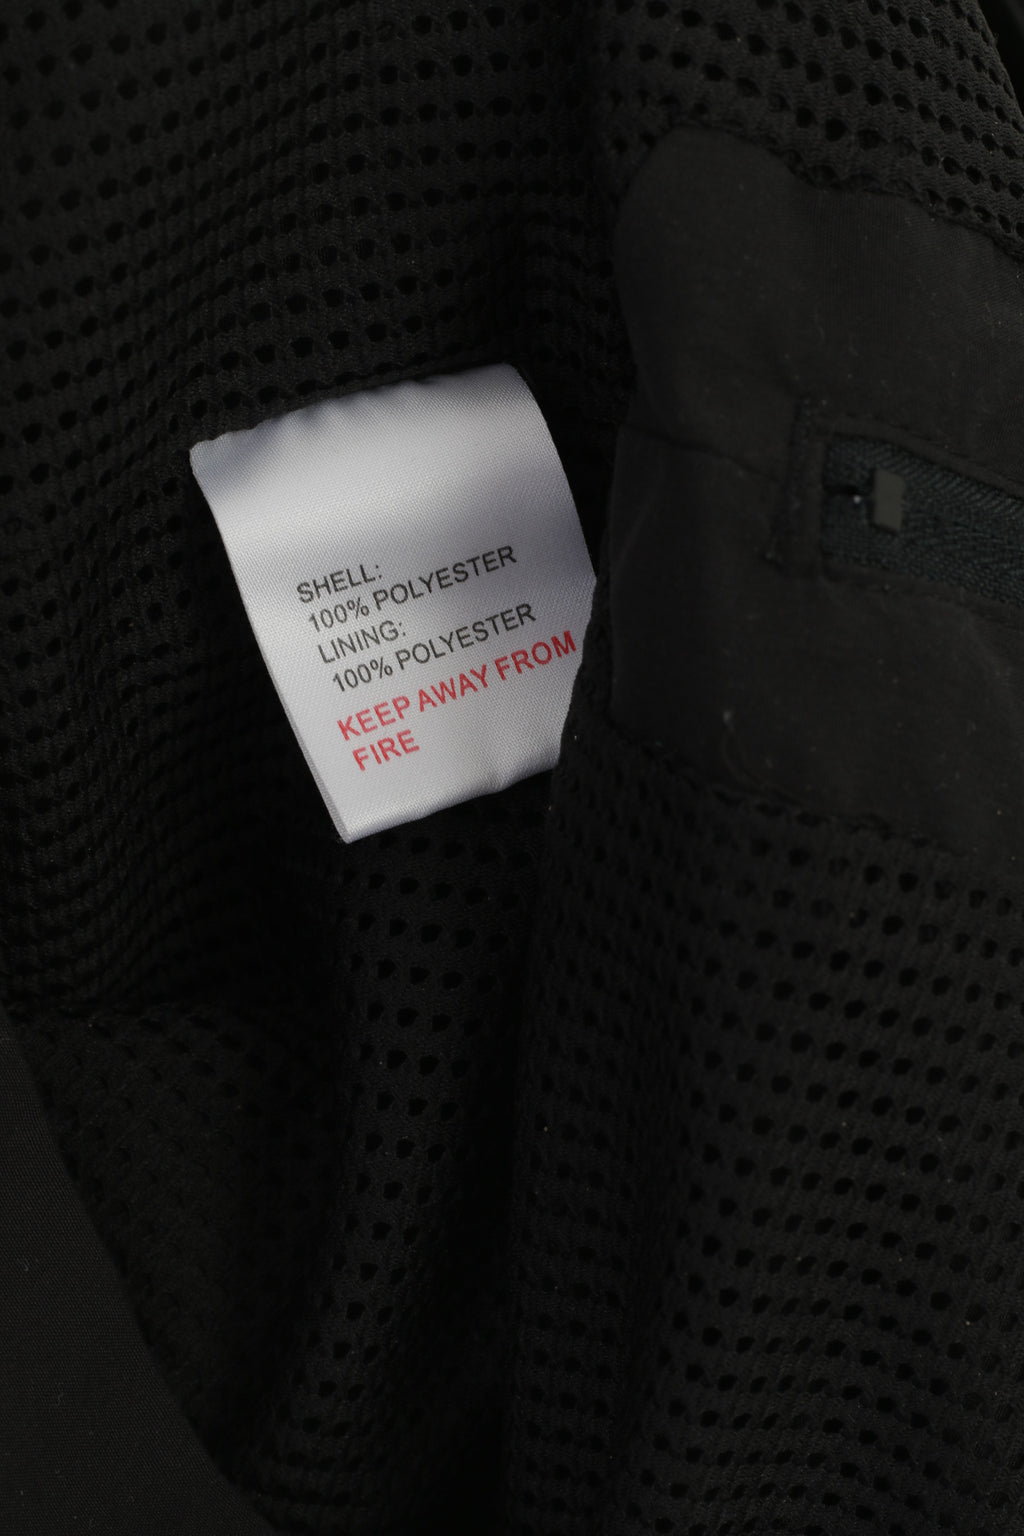 SHELL:
100% POLYESTER
LINING:
100% POLYESTER
KEEP AWAY FROM
FIRE